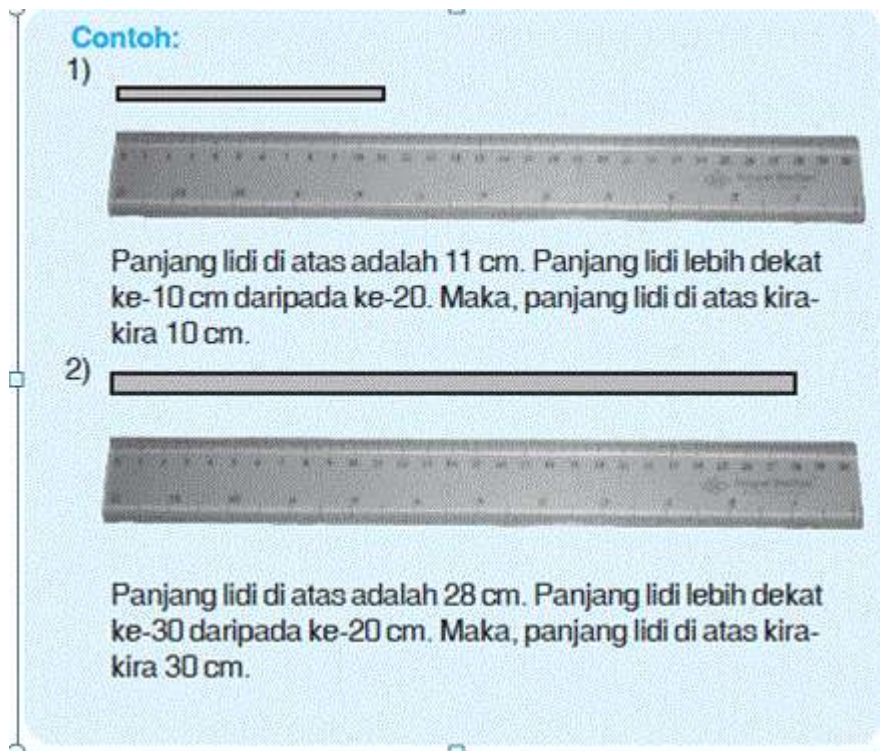 Contoh:
1)
Panjang lidi di atas adalah 11 cm. Panjang lidi lebih dekat
ke-10 cm daripada ke-20. Maka, panjang lidi di atas kira-
kira 10 cm.
2)
Panjang lidi di atas adalah 28 cm. Panjang lidi lebih dekat
ke-30 daripada ke-20 cm. Maka, panjang lidi di atas kira-
kira 30 cm.